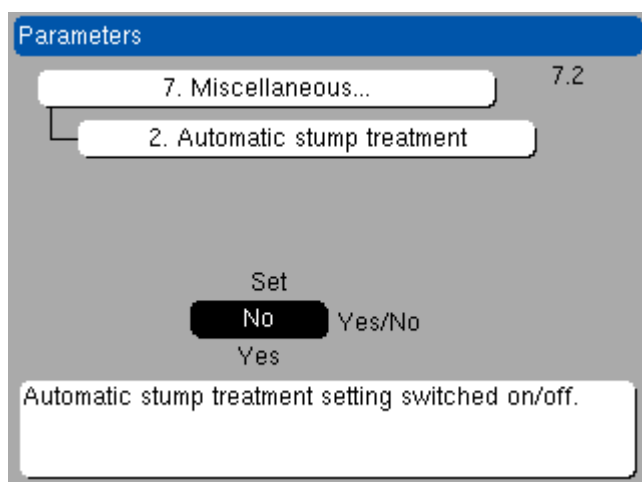 Parameters
7. Miscellaneous... 7.2
2. Automatic stump treatment
Set
No Yes/No
Yes
Automatic stump treatment setting switched on/off.